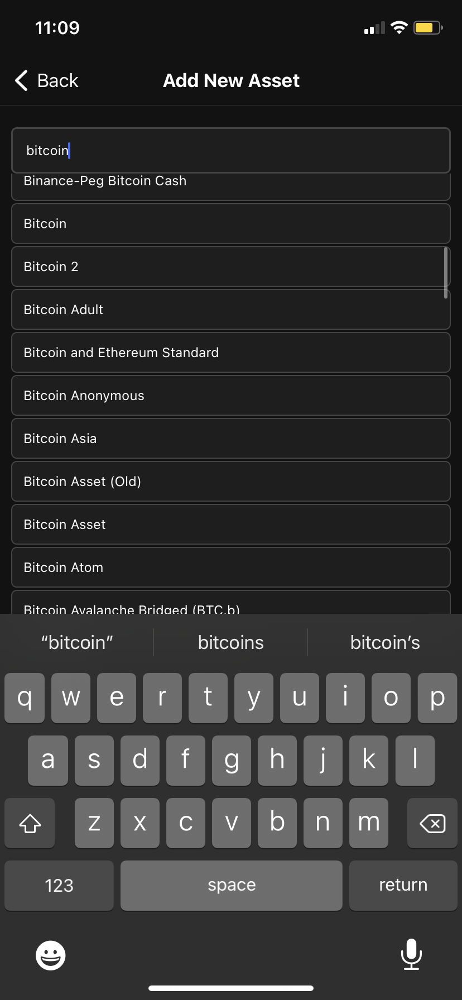 11:09
Back
Add New Asset
bitcoin
Binance-Peg Bitcoin Cash
Bitcoin
Bitcoin 2
Bitcoin Adult
Bitcoin and Ethereum Standard
Bitcoin Anonymous
Bitcoin Asia
Bitcoin Asset (Old)
Bitcoin Asset
Bitcoin Atom
Bitcoin Avalanche Bridged (BTC.b)
“bitcoin” bitcoins bitcoin’s
q w e r t y u i o p
a s d f g h j k l
z x c v b n m
123 space return